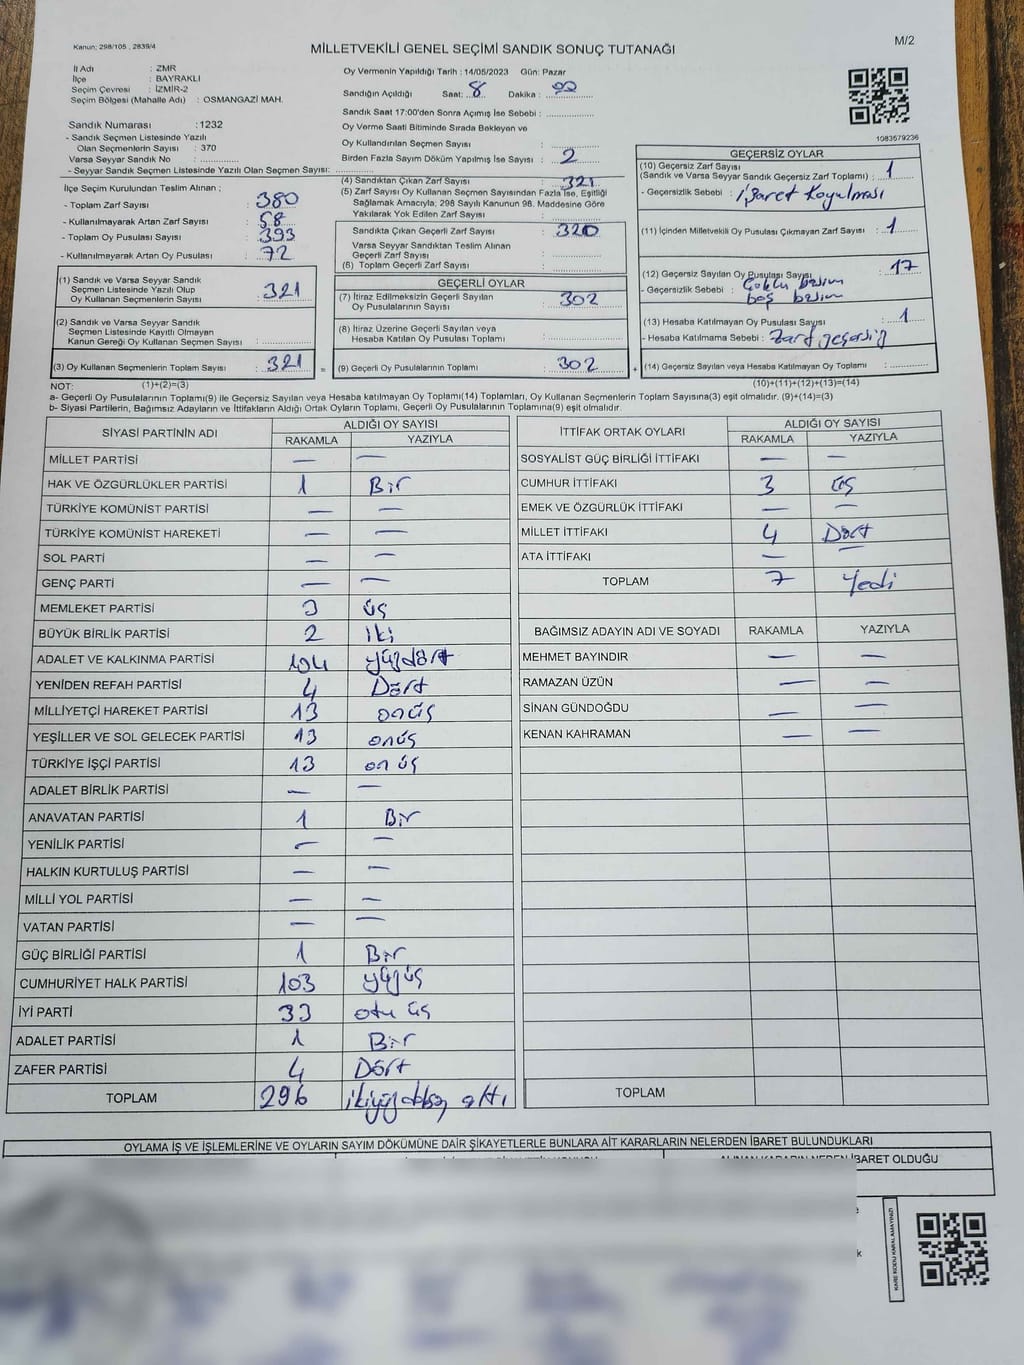 Kanun: 298/105 , 2839/4
MİLLETVEKİLİ GENEL SEÇİMİ SANDIK SONUÇ TUTANAĞI
M/2
İl Adı : ZMR
İlçe : BAYRAKLI
Seçim Çevresi : İZMİR-2
Seçim Bölgesi (Mahalle Adı) : OSMANGAZİ MAH.
Sandık Numarası :1232
- Sandık Seçmen Listesinde Yazılı
Olan Seçmenlerin Sayısı : 370
Varsa Seyyar Sandık No :
- Seyyar Sandık Seçmen Listesinde Yazılı Olan Seçmen Sayısı:
İlçe Seçim Kurulundan Teslim Alınan ;
- Toplam Zarf Sayısı : 380
- Kullanılmayarak Artan Zarf Sayısı : 58
- Toplam Oy Pusulası Sayısı : 393
- Kullanılmayarak Artan Oy Pusulası : 72
(1) Sandık ve Varsa Seyyar Sandık
Seçmen Listesinde Yazılı Olup
Oy Kullanan Seçmenlerin Sayısı : 321
(2) Sandık ve Varsa Seyyar Sandık
Seçmen Listesinde Kayıtlı Olmayan
Kanun Gereği Oy Kullanan Seçmen Sayısı :
(3) Oy Kullanan Seçmenlerin Toplam Sayısı : 321 =
Oy Vermenin Yapıldığı Tarih : 14/05/2023 Gün: Pazar
Sandığın Açıldığı Saat: 8 Dakika :
Sandık Saat 17:00'den Sonra Açılmış İse Sebebi :
Oy Verme Saati Bitiminde Sırada Bekleyen ve
Oy Kullandırılan Seçmen Sayısı :
Birden Fazla Sayım Döküm Yapılmış İse Sayısı : 2
(4) Sandıktan Çıkan Zarf Sayısı : 321
(5) Zarf Sayısı Oy Kullanan Seçmen Sayısından Fazla İse, Eşitliği
Sağlamak Amacıyla, 298 Sayılı Kanunun 98. Maddesine Göre
Yakılarak Yok Edilen Zarf Sayısı :
Sandıkta Çıkan Geçerli Zarf Sayısı : 320
Varsa Seyyar Sandıktan Teslim Alınan
Geçerli Zarf Sayısı :
(6) Toplam Geçerli Zarf Sayısı :
GEÇERLİ OYLAR
(7) İtiraz Edilmeksizin Geçerli Sayılan
Oy Pusulalarının Sayısı : 302
(8) İtiraz Üzerine Geçerli Sayılan veya
Hesaba Katılan Oy Pusulası Toplamı :
(9) Geçerli Oy Pusulalarının Toplamı : 302 +
1083579236
GEÇERSİZ OYLAR
(10) Geçersiz Zarf Sayısı
(Sandık ve Varsa Seyyar Sandık Geçersiz Zarf Toplamı) : 1
- Geçersizlik Sebebi : işaret koyulması
(11) İçinden Milletvekili Oy Pusulası Çıkmayan Zarf Sayısı : 1
(12) Geçersiz Sayılan Oy Pusulası Sayısı : 17
- Geçersizlik Sebebi : Çoklu basım
boş basım
(13) Hesaba Katılmayan Oy Pusulası Sayısı : 1
- Hesaba Katılmama Sebebi : Zarf geçersiz
(14) Geçersiz Sayılan veya Hesaba Katılmayan Oy Toplamı :
NOT: (1)+(2)=(3) (10)+(11)+(12)+(13)=(14)
a- Geçerli Oy Pusulalarının Toplamı(9) ile Geçersiz Sayılan veya Hesaba katılmayan Oy Toplamı(14) Toplamları, Oy Kullanan Seçmenlerin Toplam Sayısına(3) eşit olmalıdır. (9)+(14)=(3)
b- Siyasi Partilerin, Bağımsız Adayların ve İttifakların Aldığı Ortak Oyların Toplamı, Geçerli Oy Pusulalarının Toplamına(9) eşit olmalıdır.
SİYASİ PARTİNİN ADI
ALDIĞI OY SAYISI
RAKAMLA YAZIYLA
MİLLET PARTİSİ — —
HAK VE ÖZGÜRLÜKLER PARTİSİ 1 Bir
TÜRKİYE KOMÜNİST PARTİSİ — —
TÜRKİYE KOMÜNİST HAREKETİ — —
SOL PARTİ — —
GENÇ PARTİ — —
MEMLEKET PARTİSİ 3 üç
BÜYÜK BİRLİK PARTİSİ 2 iki
ADALET VE KALKINMA PARTİSİ 104 yüzdört
YENİDEN REFAH PARTİSİ 4 Dört
MİLLİYETÇİ HAREKET PARTİSİ 13 onüç
YEŞİLLER VE SOL GELECEK PARTİSİ 13 onüç
TÜRKİYE İŞÇİ PARTİSİ 13 on üç
ADALET BİRLİK PARTİSİ — —
ANAVATAN PARTİSİ 1 Bir
YENİLİK PARTİSİ — —
HALKIN KURTULUŞ PARTİSİ — —
MİLLİ YOL PARTİSİ — —
VATAN PARTİSİ — —
GÜÇ BİRLİĞİ PARTİSİ 1 Bir
CUMHURİYET HALK PARTİSİ 103 yüzüç
İYİ PARTİ 33 otu üç
ADALET PARTİSİ 1 Bir
ZAFER PARTİSİ 4 Dört
TOPLAM 296 altı
İTTİFAK ORTAK OYLARI
ALDIĞI OY SAYISI
RAKAMLA YAZIYLA
SOSYALİST GÜÇ BİRLİĞİ İTTİFAKI — —
CUMHUR İTTİFAKI 3 üç
EMEK VE ÖZGÜRLÜK İTTİFAKI — —
MİLLET İTTİFAKI 4 Dört
ATA İTTİFAKI — —
TOPLAM 7 Yedi
BAĞIMSIZ ADAYIN ADI VE SOYADI RAKAMLA YAZIYLA
MEHMET BAYINDIR — —
RAMAZAN ÜZÜN — —
SİNAN GÜNDOĞDU — —
KENAN KAHRAMAN — —
TOPLAM
OYLAMA İŞ VE İŞLEMLERİNE VE OYLARIN SAYIM DÖKÜMÜNE DAİR ŞİKAYETLERLE BUNLARA AİT KARARLARIN NELERDEN İBARET BULUNDUKLARI
ALINAN KARARIN NEDEN İBARET OLDUĞU
KARE KODU KARALAMAYINIZ!